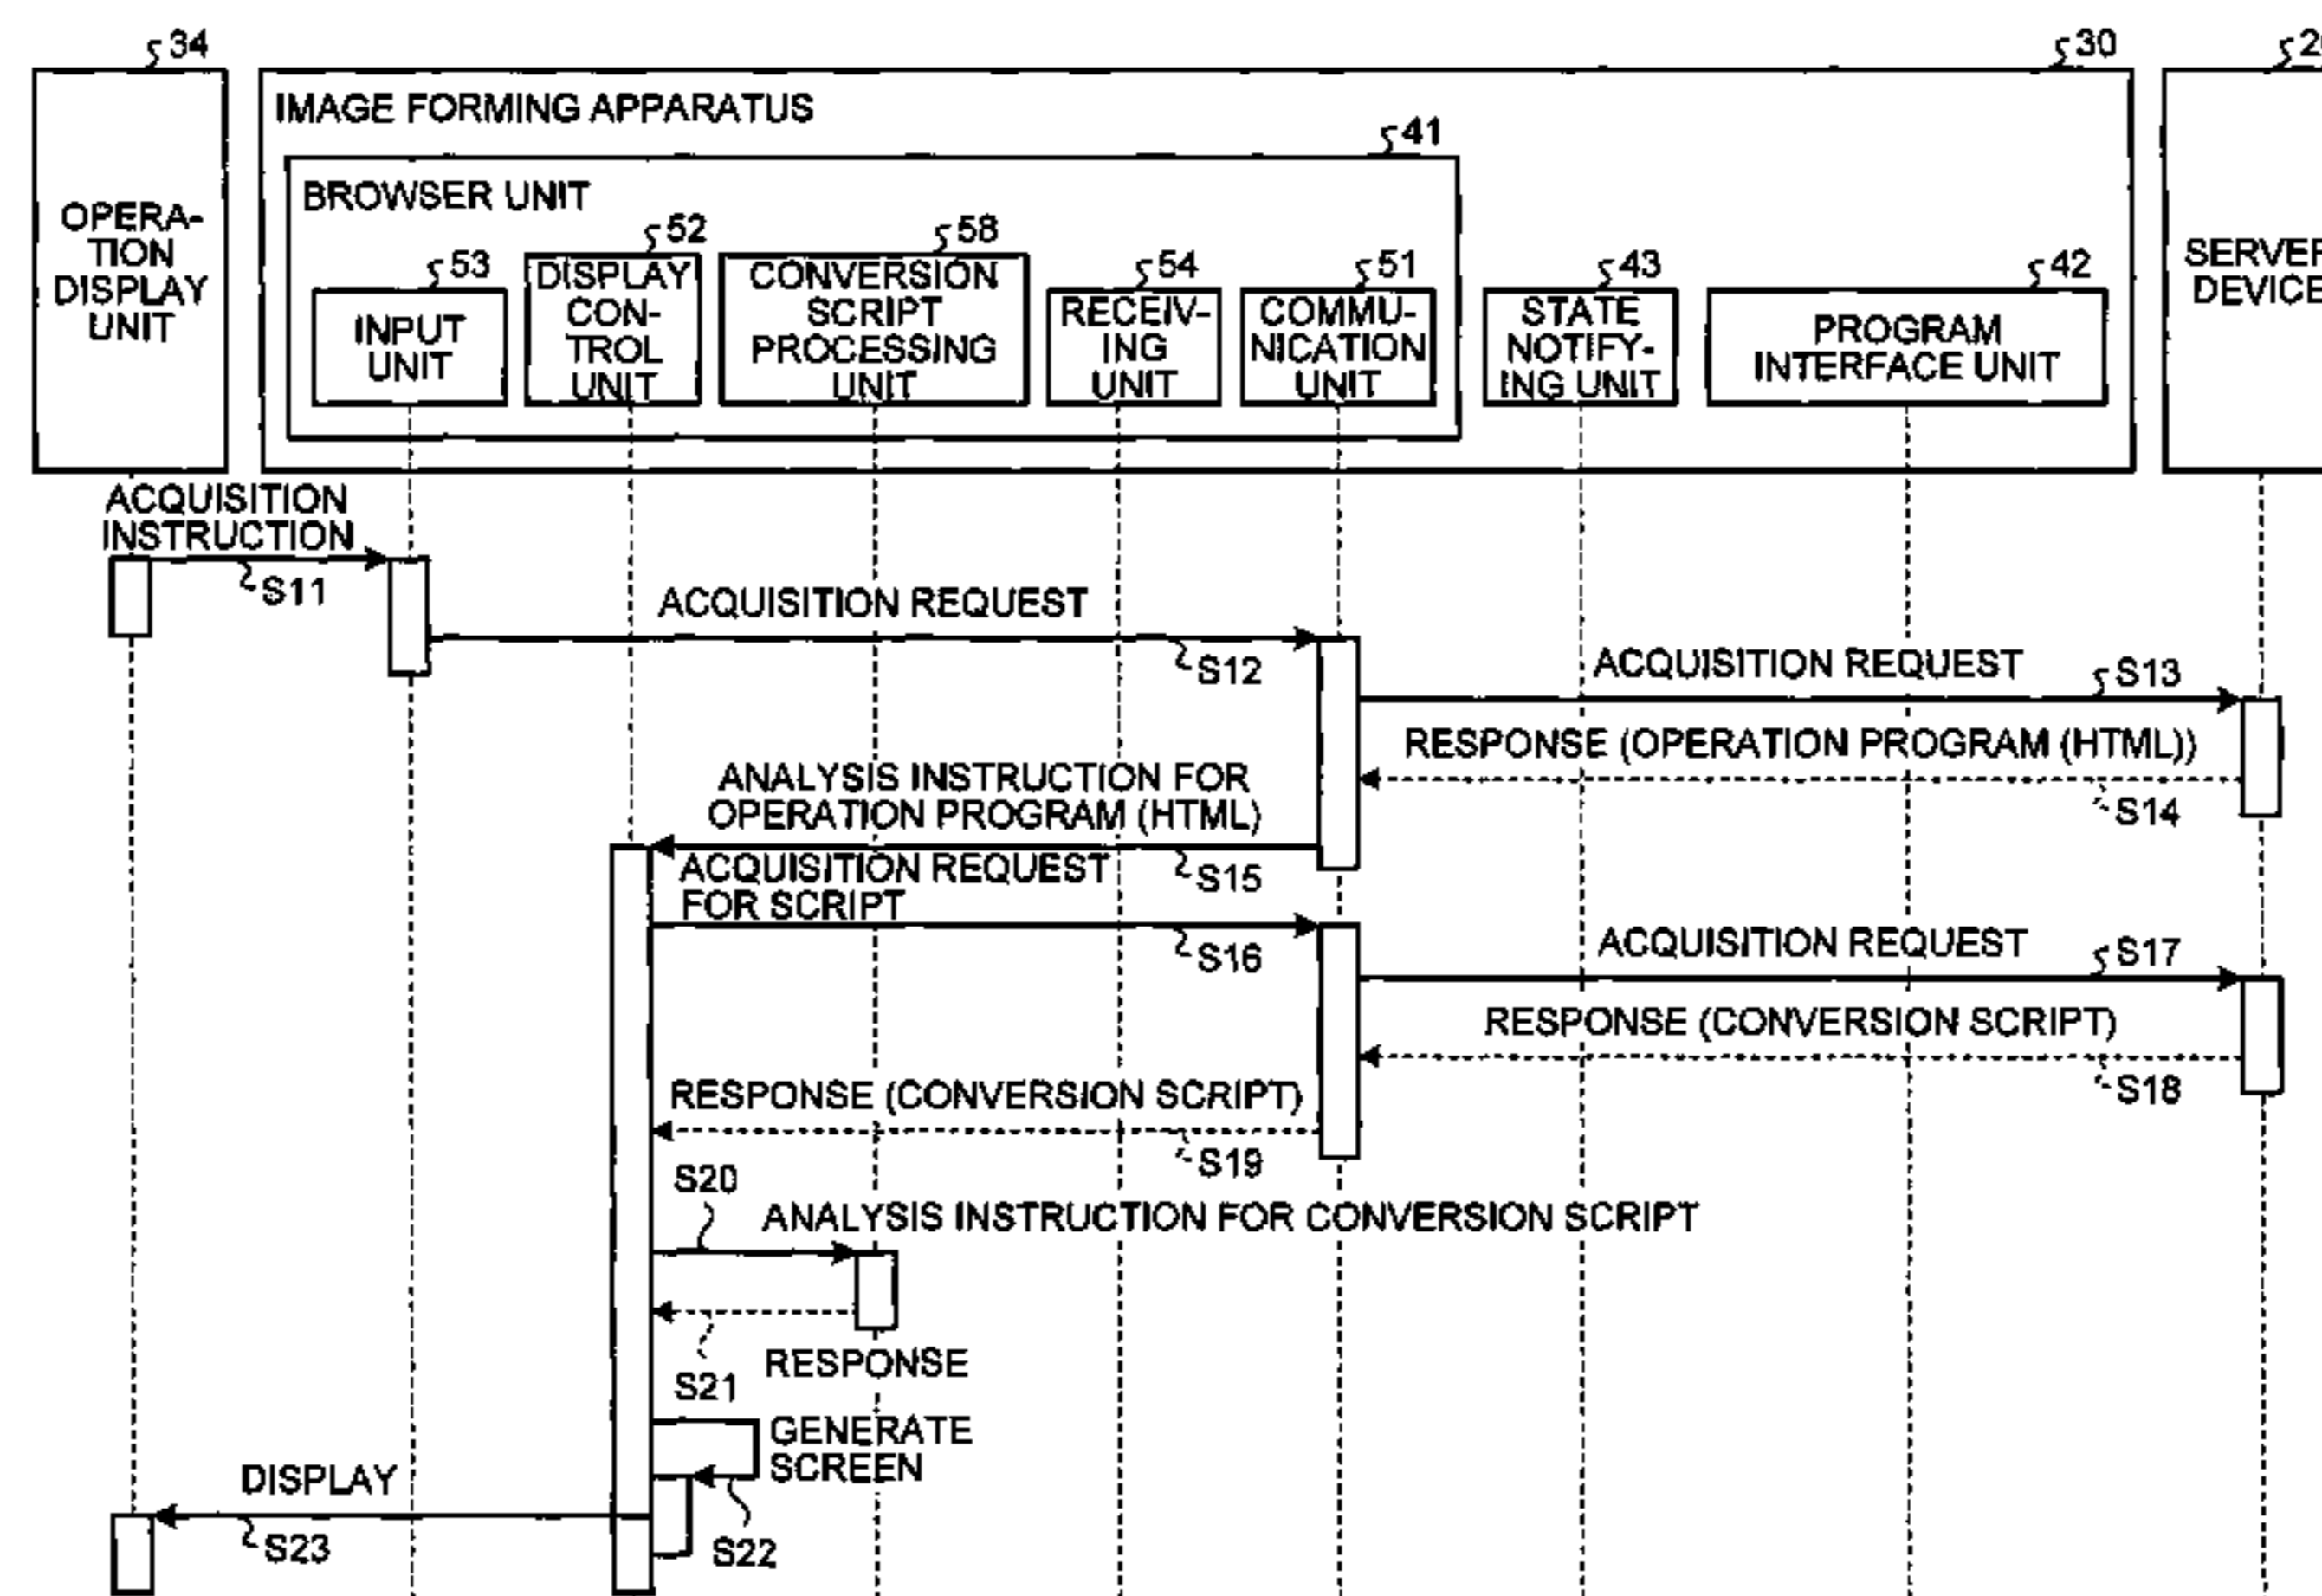 34
30
IMAGE FORMING APPARATUS
41
BROWSER UNIT
OPERA-
TION
DISPLAY
UNIT
53
INPUT
UNIT
52
DISPLAY
CON-
TROL
UNIT
58
CONVERSION
SCRIPT
PROCESSING
UNIT
54
RECEIV-
ING
UNIT
51
COMMU-
NICATION
UNIT
43
STATE
NOTIFY-
ING UNIT
42
PROGRAM
INTERFACE UNIT
SERVER
DEVICE
ACQUISITION
INSTRUCTION
S11
ACQUISITION REQUEST
S12
ACQUISITION REQUEST
S13
RESPONSE (OPERATION PROGRAM (HTML))
S14
ANALYSIS INSTRUCTION FOR
OPERATION PROGRAM (HTML)
S15
ACQUISITION REQUEST
FOR SCRIPT
S16
ACQUISITION REQUEST
S17
RESPONSE (CONVERSION SCRIPT)
S18
RESPONSE (CONVERSION SCRIPT)
S19
S20
ANALYSIS INSTRUCTION FOR CONVERSION SCRIPT
S21
RESPONSE
GENERATE
SCREEN
S22
DISPLAY
S23